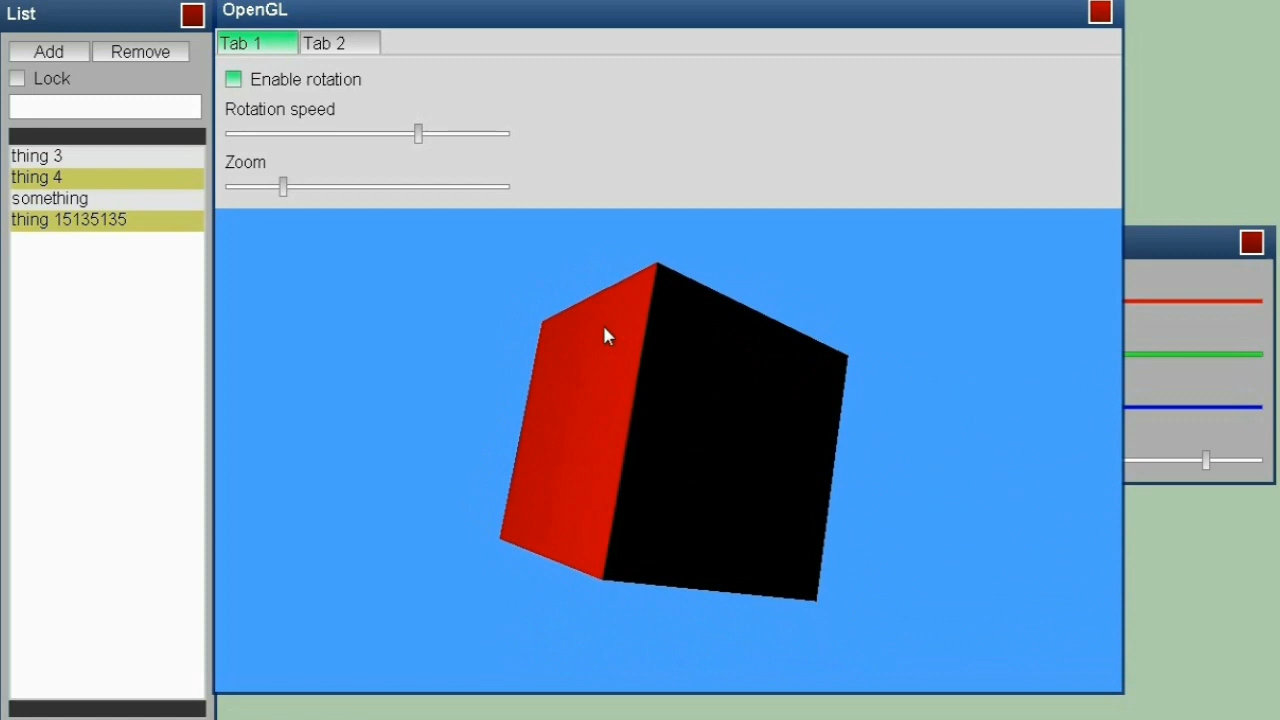 List
Add
Remove
Lock
thing 3
thing 4
something
thing 15135135
OpenGL
Tab 1
Tab 2
Enable rotation
Rotation speed
Zoom